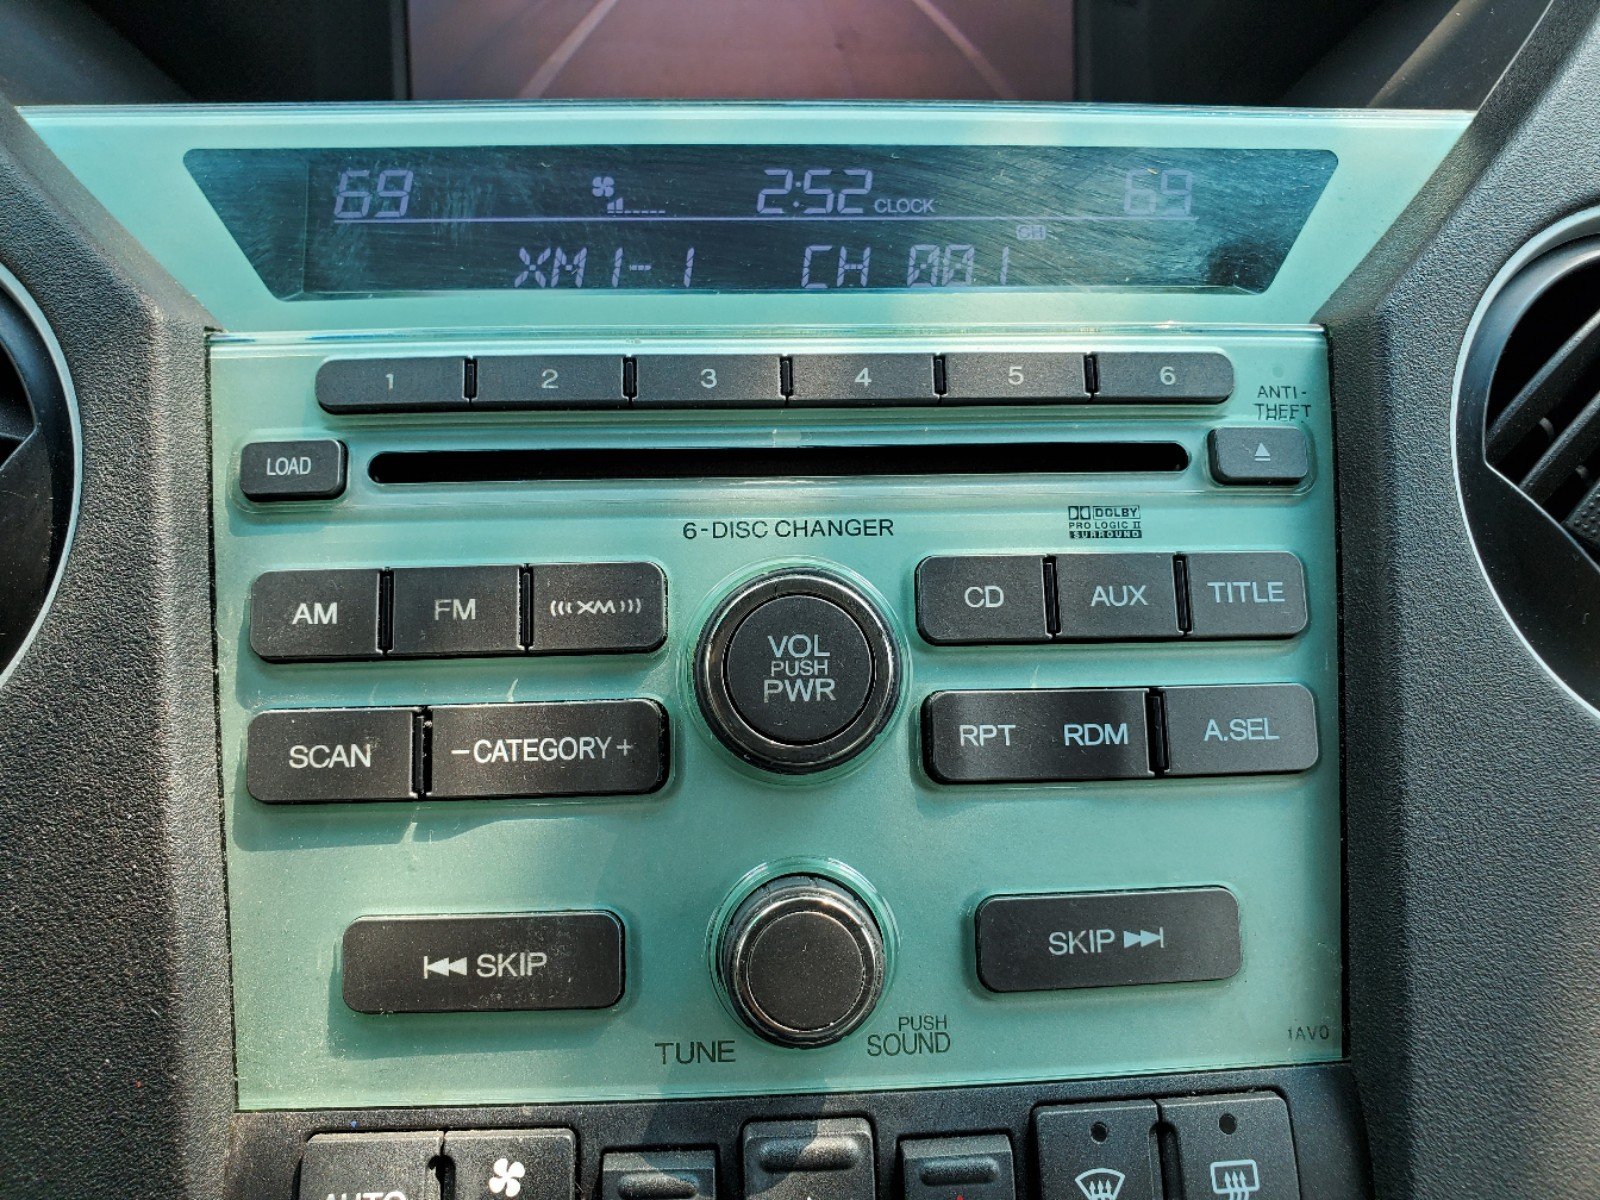 69 2:52 CLOCK 69
CH
XM1-1 CH 001
1 2 3 4 5 6
ANTI-
THEFT
LOAD
6-DISC CHANGER
DOLBY
PRO LOGIC II
SURROUND
AM FM XM
CD AUX TITLE
VOL
PUSH
PWR
SCAN -CATEGORY+
RPT RDM A.SEL
SKIP
SKIP
TUNE
PUSH
SOUND
1AV0
AUTO